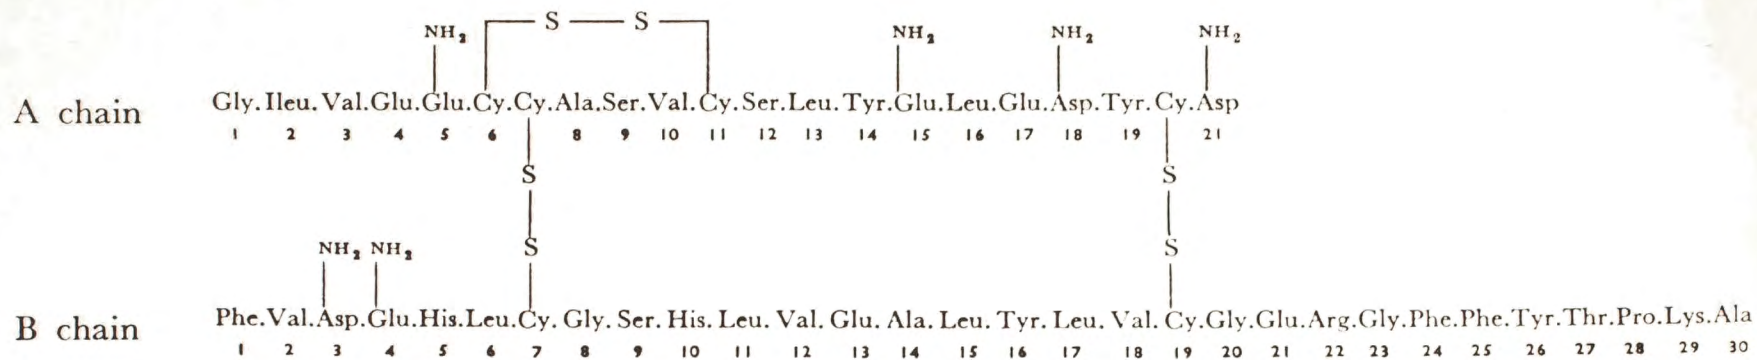 S — S
NH₂ NH₂ NH₂ NH₂
A chain Gly.Ileu.Val.Glu.Glu.Cy.Cy.Ala.Ser.Val.Cy.Ser.Leu.Tyr.Glu.Leu.Glu.Asp.Tyr.Cy.Asp
1 2 3 4 5 6 8 9 10 11 12 13 14 15 16 17 18 19 21
S S
S S
NH₂ NH₂
B chain Phe.Val.Asp.Glu.His.Leu.Cy.Gly.Ser.His.Leu.Val.Glu.Ala.Leu.Tyr.Leu.Val.Cy.Gly.Glu.Arg.Gly.Phe.Phe.Tyr.Thr.Pro.Lys.Ala
1 2 3 4 5 6 7 8 9 10 11 12 13 14 15 16 17 18 19 20 21 22 23 24 25 26 27 28 29 30